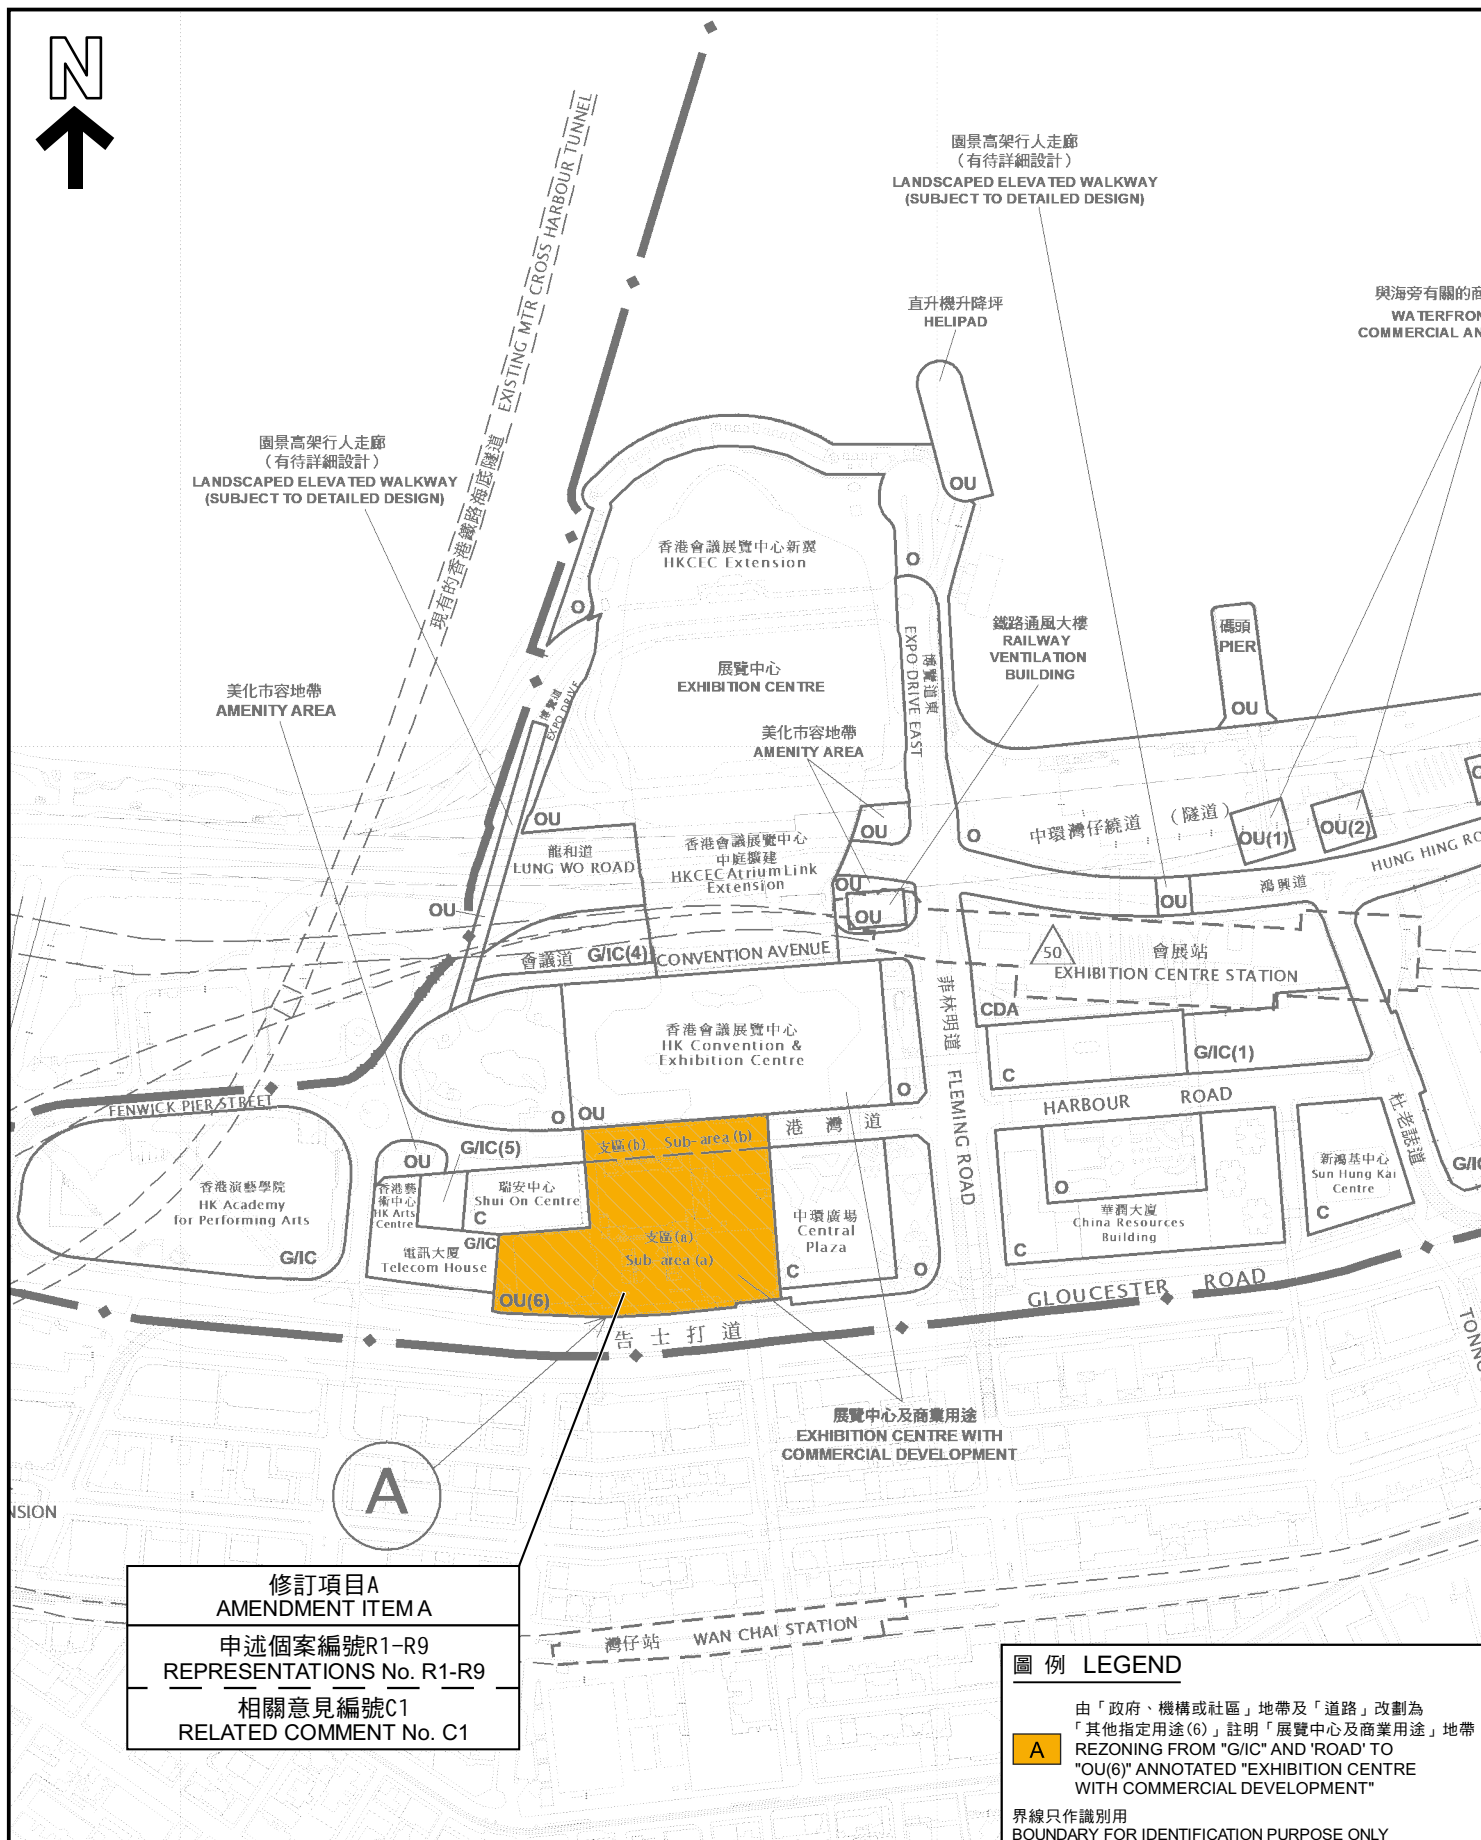 N
園景高架行人走廊
（有待詳細設計）
LANDSCAPED ELEVATED WALKWAY
(SUBJECT TO DETAILED DESIGN)
直升機升降坪
HELIPAD
與海旁有關的商
WATERFRON
COMMERCIAL AN
現有的香港鐵路海底隧道 EXISTING MTR CROSS HARBOUR TUNNEL
園景高架行人走廊
（有待詳細設計）
LANDSCAPED ELEVATED WALKWAY
(SUBJECT TO DETAILED DESIGN)
OU
香港會議展覽中心新翼
HKCEC Extension
O
O
鐵路通風大樓
RAILWAY
VENTILATION
BUILDING
碼頭
PIER
OU
展覽中心
EXHIBITION CENTRE
博覽道東
EXPO DRIVE EAST
博覽道
EXPO DRIVE
美化市容地帶
AMENITY AREA
美化市容地帶
AMENITY AREA
OU
龍和道
LUNG WO ROAD
香港會議展覽中心
中庭擴建
HKCEC Atrium Link
Extension
OU
OU
OU
O
中環灣仔繞道 （隧道）
OU(1)
OU(2)
鴻興道
HUNG HING RO
OU
OU
會議道 G/IC(4)
CONVENTION AVENUE
50
會展站
EXHIBITION CENTRE STATION
CDA
香港會議展覽中心
HK Convention &
Exhibition Centre
菲林明道 FLEMING ROAD
G/IC(1)
C
O
O
OU
FENWICK PIER STREET
港灣道
HARBOUR ROAD
杜老誌道
支區(b) Sub-area (b)
G/IC(5)
OU
香港演藝學院
HK Academy
for Performing Arts
G/IC
香港藝
術中心
HK Arts
Centre
瑞安中心
Shui On Centre
C
電訊大廈
Telecom House
G/IC
支區(a)
Sub-area (a)
OU(6)
中環廣場
Central
Plaza
C
O
O
華潤大廈
China Resources
Building
C
新鴻基中心
Sun Hung Kai
Centre
C
G/IC
告士打道
GLOUCESTER ROAD
TONNO
展覽中心及商業用途
EXHIBITION CENTRE WITH
COMMERCIAL DEVELOPMENT
A
NSION
修訂項目A
AMENDMENT ITEM A
申述個案編號R1-R9
REPRESENTATIONS No. R1-R9
相關意見編號C1
RELATED COMMENT No. C1
灣仔站 WAN CHAI STATION
圖例 LEGEND
由「政府、機構或社區」地帶及「道路」改劃為
「其他指定用途(6)」註明「展覽中心及商業用途」地帶
A
REZONING FROM "G/IC" AND 'ROAD' TO
"OU(6)" ANNOTATED "EXHIBITION CENTRE
WITH COMMERCIAL DEVELOPMENT"
界線只作識別用
BOUNDARY FOR IDENTIFICATION PURPOSE ONLY